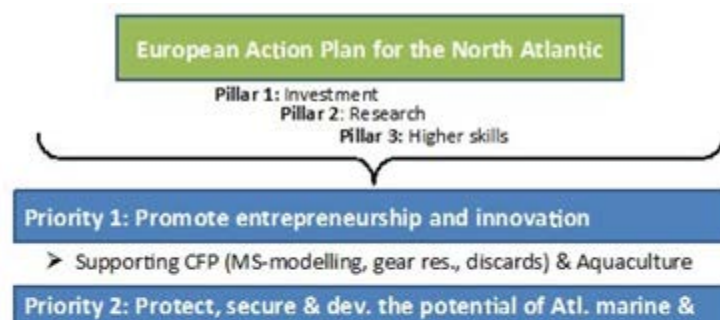 European Action Plan for the North Atlantic
Pillar 1: Investment
Pillar 2: Research
Pillar 3: Higher skills
Priority 1: Promote entrepreneurship and innovation
➢ Supporting CFP (MS-modelling, gear res., discards) & Aquaculture
Priority 2: Protect, secure & dev. the potential of Atl. marine &